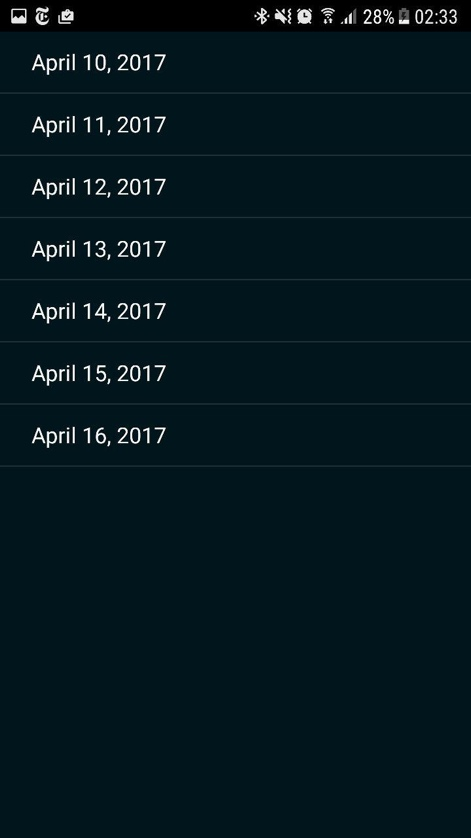 28% 02:33
April 10, 2017
April 11, 2017
April 12, 2017
April 13, 2017
April 14, 2017
April 15, 2017
April 16, 2017